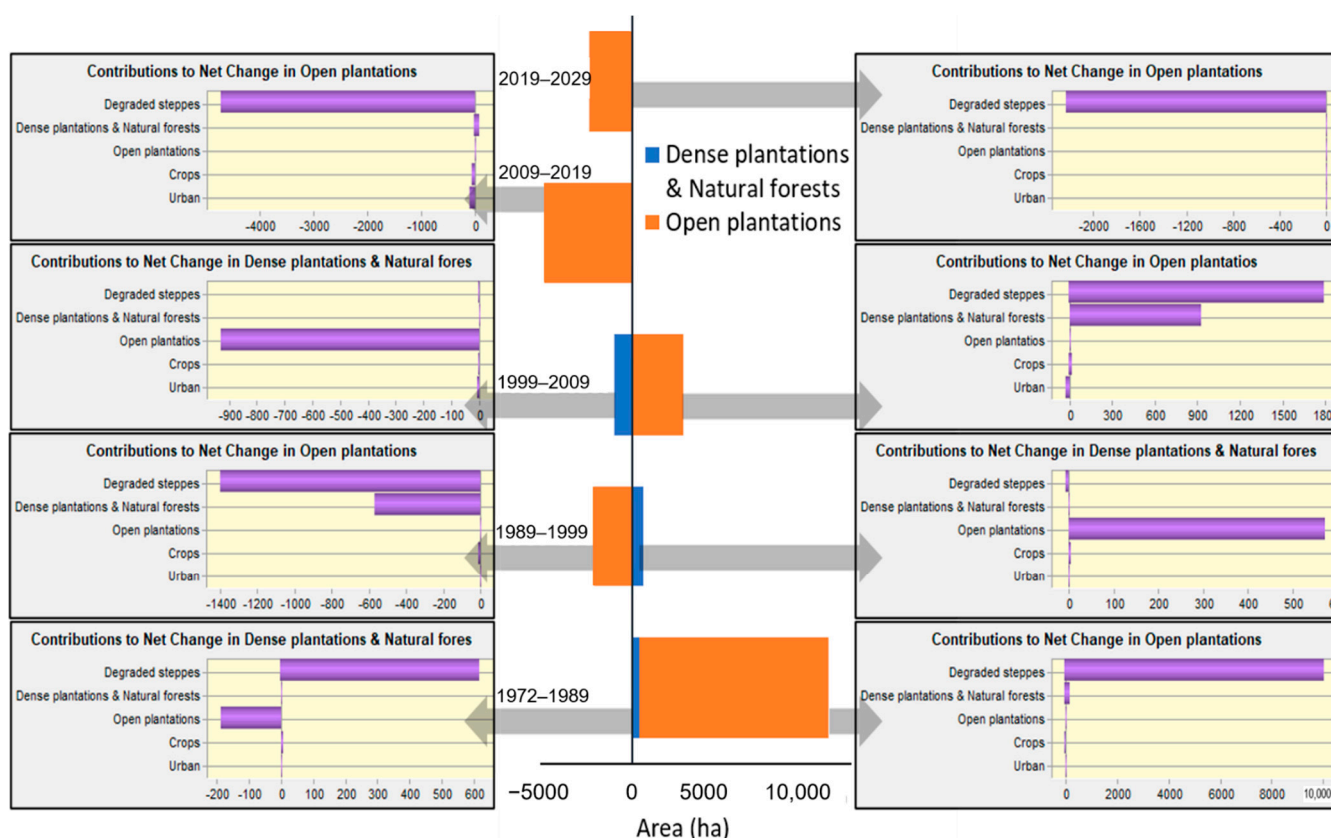 Contributions to Net Change in Open plantations
Degraded steppes
Dense plantations & Natural forests
Open plantations
Crops
Urban
-4000 -3000 -2000 -1000 0
Contributions to Net Change in Dense plantations & Natural fores
Degraded steppes
Dense plantations & Natural forests
Open plantatios
Crops
Urban
-900 -800 -700 -600 -500 -400 -300 -200 -100 0
Contributions to Net Change in Open plantations
Degraded steppes
Dense plantations & Natural forests
Open plantations
Crops
Urban
-1400 -1200 -1000 -800 -600 -400 -200 0
Contributions to Net Change in Dense plantations & Natural fores
Degraded steppes
Dense plantations & Natural forests
Open plantations
Crops
Urban
-200 -100 0 100 200 300 400 500 600
2019–2029
2009–2019
1999–2009
1989–1999
1972–1989
Dense plantations
& Natural forests
Open plantations
−5000 0 5000 10,000
Area (ha)
Contributions to Net Change in Open plantations
Degraded steppes
Dense plantations & Natural forests
Open plantations
Crops
Urban
-2000 -1600 -1200 -800 -400 0
Contributions to Net Change in Open plantatios
Degraded steppes
Dense plantations & Natural forests
Open plantatios
Crops
Urban
0 300 600 900 1200 1500 180
Contributions to Net Change in Dense plantations & Natural fores
Degraded steppes
Dense plantations & Natural forests
Open plantations
Crops
Urban
0 100 200 300 400 500
Contributions to Net Change in Open plantations
Degraded steppes
Dense plantations & Natural forests
Open plantations
Crops
Urban
0 2000 4000 6000 8000 10,000